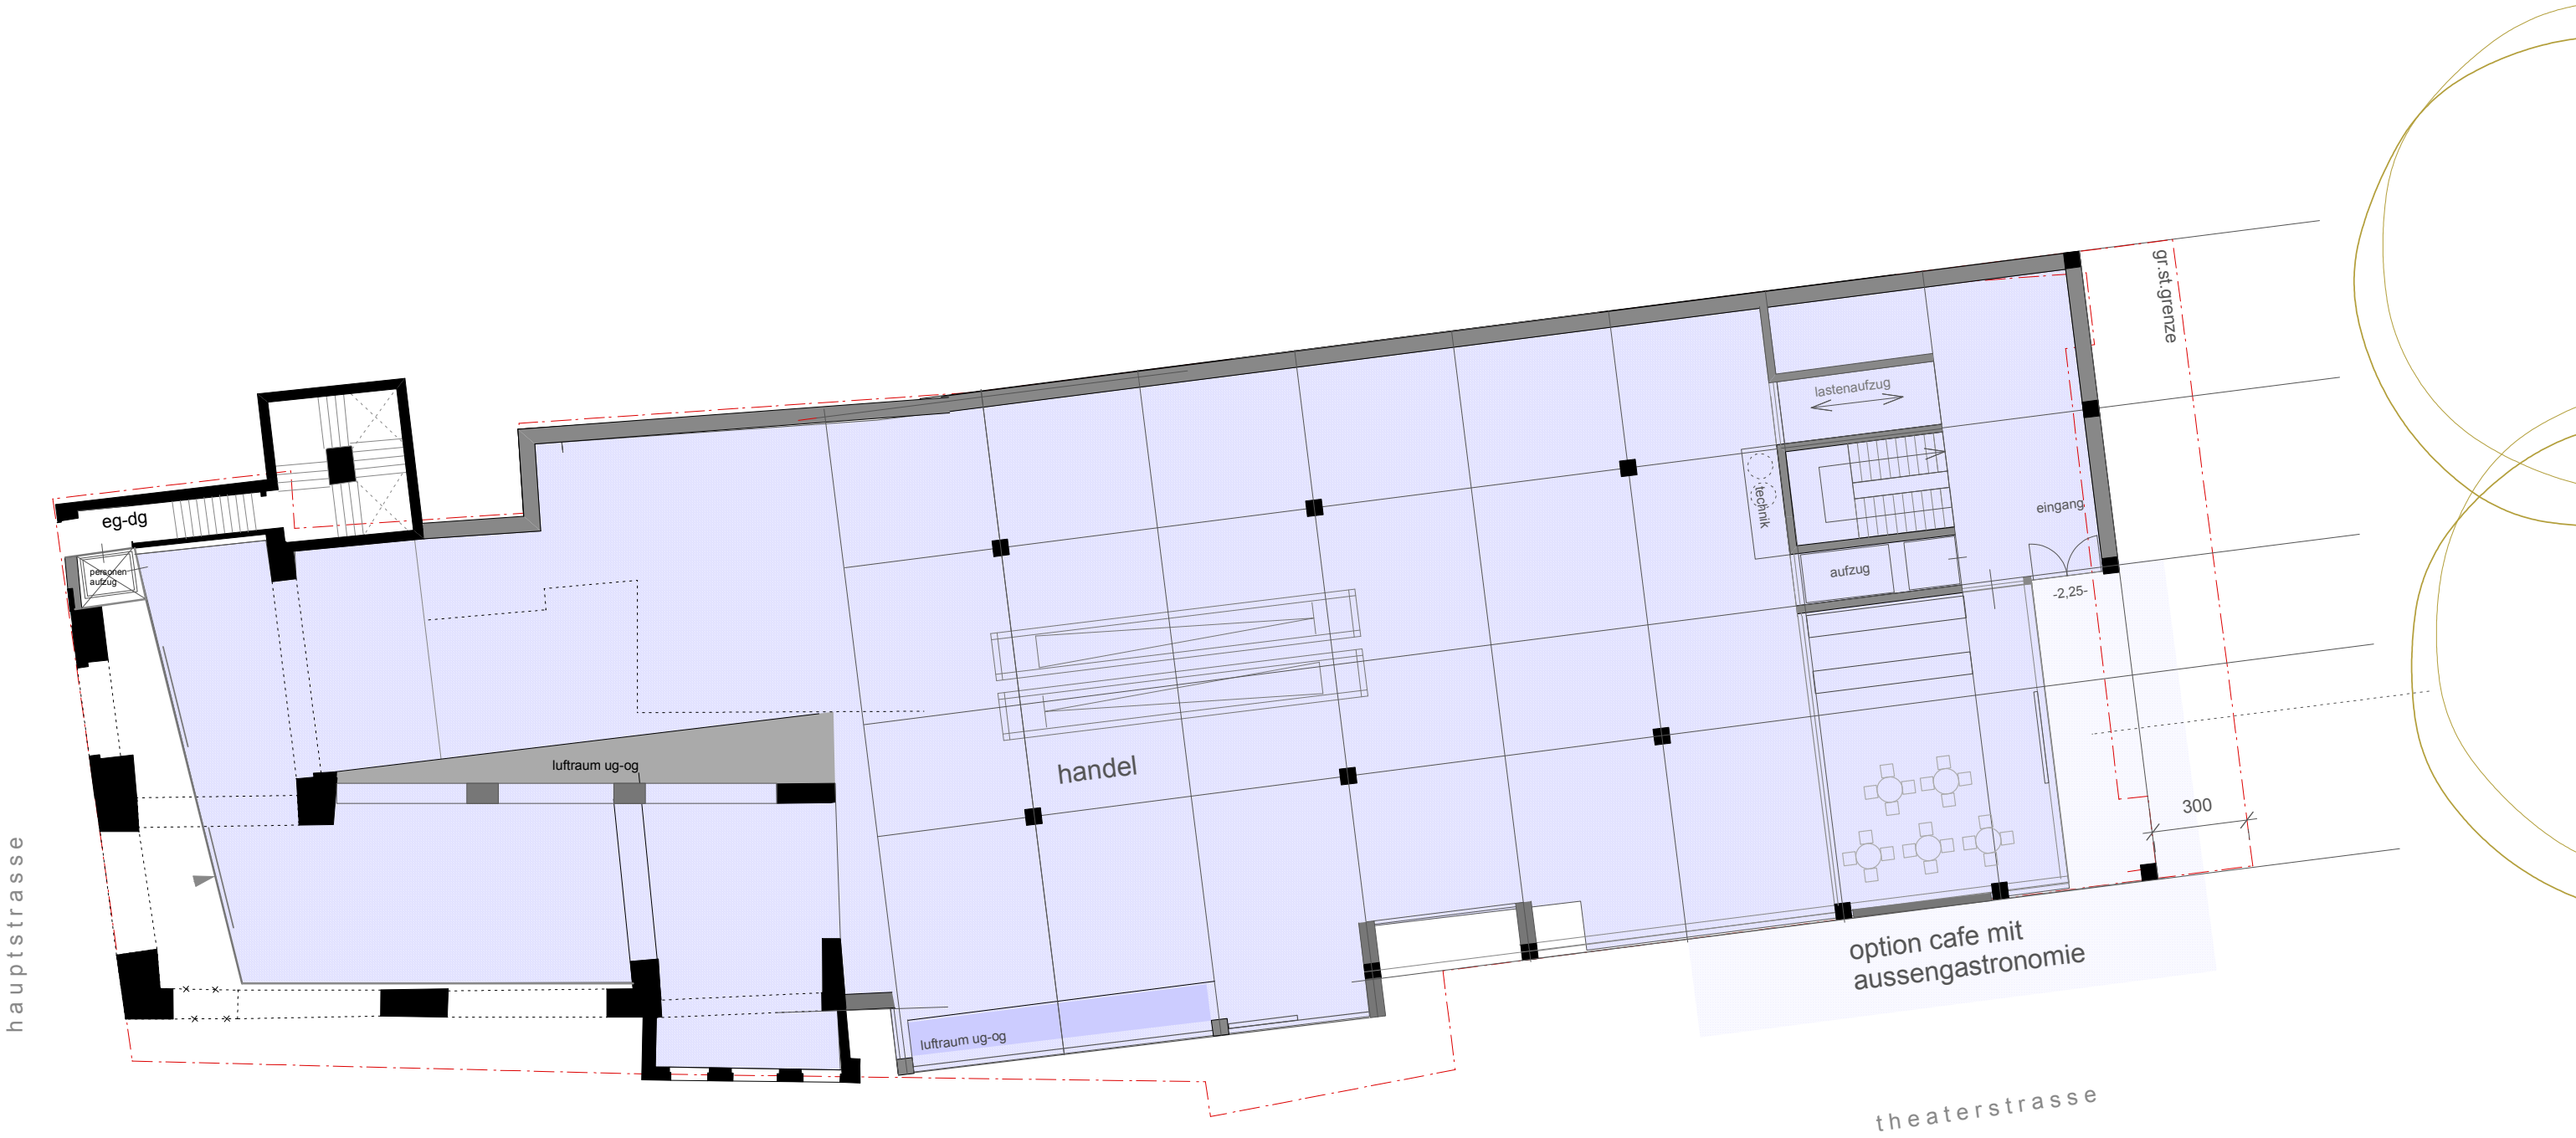 gr.st.grenze
lastenaufzug
technik
eingang
eg-dg
personen
aufzug
aufzug
-2,25-
luftraum ug-og
handel
300
hauptstrasse
option cafe mit
aussengastronomie
luftraum ug-og
theaterstrasse